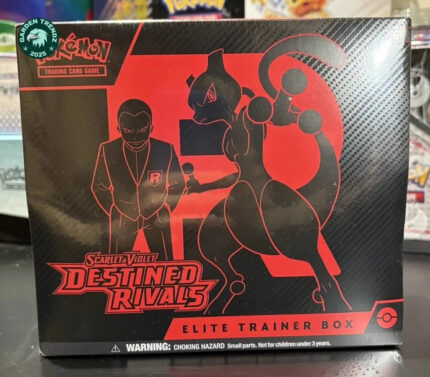 GARDEN TRENDZ
2025
POKéMON
TRADING CARD GAME
R
SCARLET & VIOLET
DESTINED
RIVALS
ELITE TRAINER BOX
⚠ WARNING: CHOKING HAZARD Small parts. Not for children under 3 years.